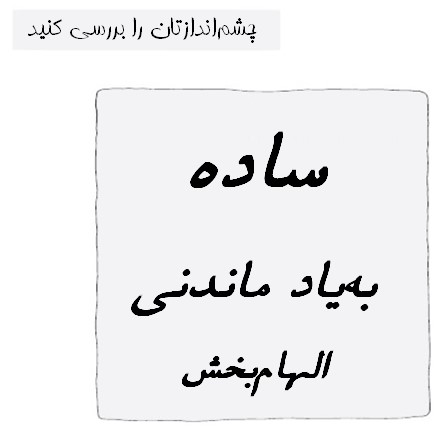 چشم‌اندازتان را بررسی کنید
ساده
به‌یاد ماندنی
الهام‌بخش